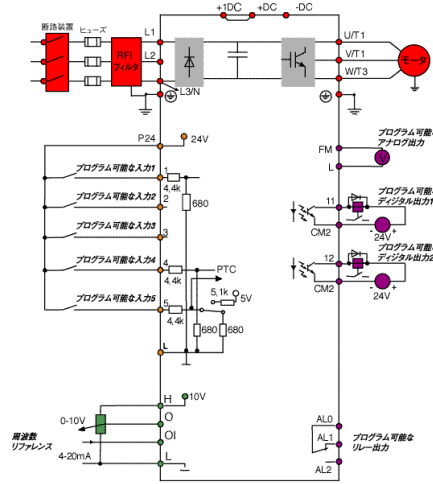 +1DC
+DC
-DC
断路装置
ヒューズ
RFI
フィルタ
L1
L2
L3/N
U/T1
V/T1
W/T3
モータ
P24
24V
プログラム可能な入力1
1
4,4k
プログラム可能な入力2
2
680
プログラム可能な入力3
3
プログラム可能な入力4
4
4,4k
PTC
プログラム可能な入力5
5
4,4k
5,1k
5V
680
680
L
FM
L
V
プログラム可能な
アナログ出力
11
CM2
プログラム可能な
ディジタル出力1
-
24V
+
12
CM2
プログラム可能な
ディジタル出力2
-
24V
+
H
10V
O
0-10V
OI
周波数
リファレンス
4-20mA
L
AL0
AL1
AL2
プログラム可能な
リレー出力